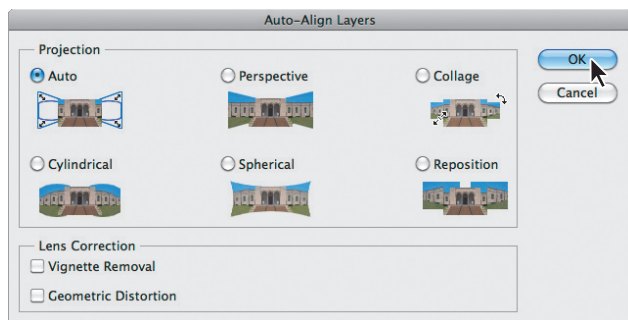 Auto-Align Layers
Projection
Auto
Perspective
Collage
Cylindrical
Spherical
Reposition
Lens Correction
Vignette Removal
Geometric Distortion
OK
Cancel